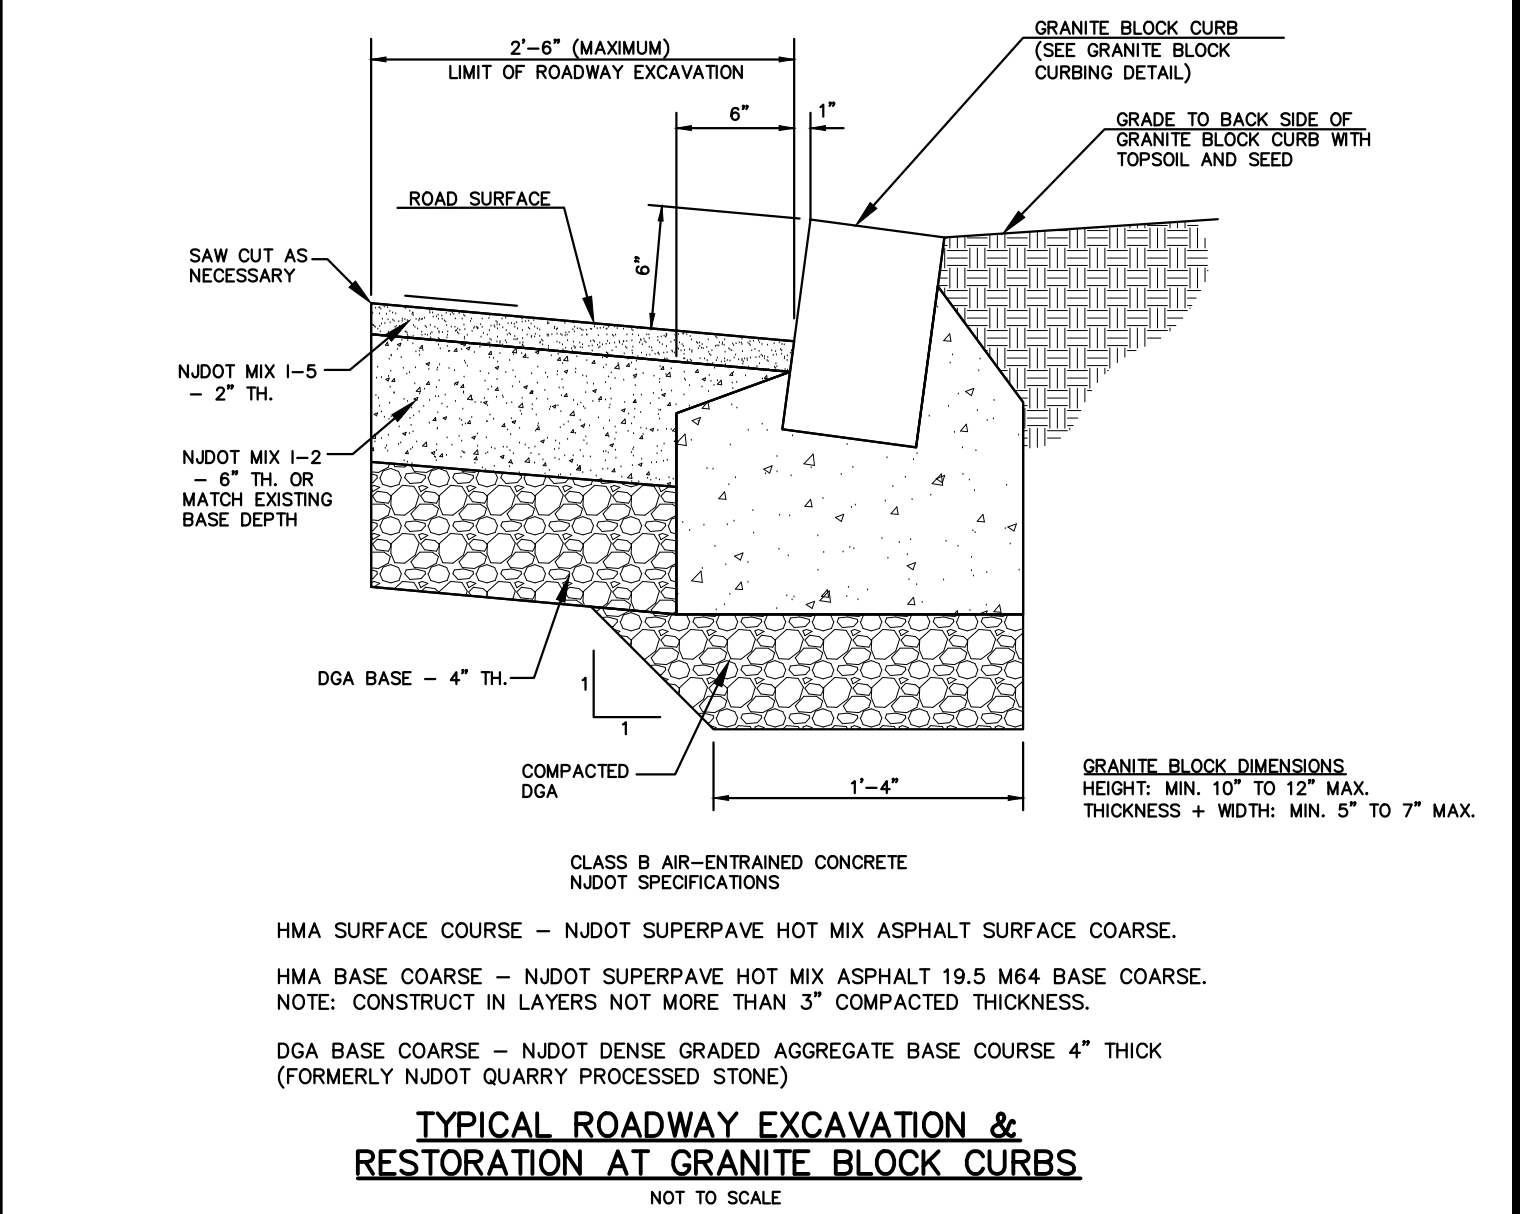 2'-6" (MAXIMUM)
LIMIT OF ROADWAY EXCAVATION
GRANITE BLOCK CURB
(SEE GRANITE BLOCK
CURBING DETAIL)
6"
1"
GRADE TO BACK SIDE OF
GRANITE BLOCK CURB WITH
TOPSOIL AND SEED
ROAD SURFACE
6"
SAW CUT AS
NECESSARY
NJDOT MIX I-5
- 2" TH.
NJDOT MIX I-2
- 6" TH. OR
MATCH EXISTING
BASE DEPTH
DGA BASE - 4" TH.
1
1
COMPACTED
DGA
1'-4"
GRANITE BLOCK DIMENSIONS
HEIGHT: MIN. 10" TO 12" MAX.
THICKNESS + WIDTH: MIN. 5" TO 7" MAX.
CLASS B AIR-ENTRAINED CONCRETE
NJDOT SPECIFICATIONS
HMA SURFACE COURSE - NJDOT SUPERPAVE HOT MIX ASPHALT SURFACE COARSE.
HMA BASE COARSE - NJDOT SUPERPAVE HOT MIX ASPHALT 19.5 M64 BASE COARSE.
NOTE: CONSTRUCT IN LAYERS NOT MORE THAN 3" COMPACTED THICKNESS.
DGA BASE COARSE - NJDOT DENSE GRADED AGGREGATE BASE COURSE 4" THICK
(FORMERLY NJDOT QUARRY PROCESSED STONE)
TYPICAL ROADWAY EXCAVATION &
RESTORATION AT GRANITE BLOCK CURBS
NOT TO SCALE